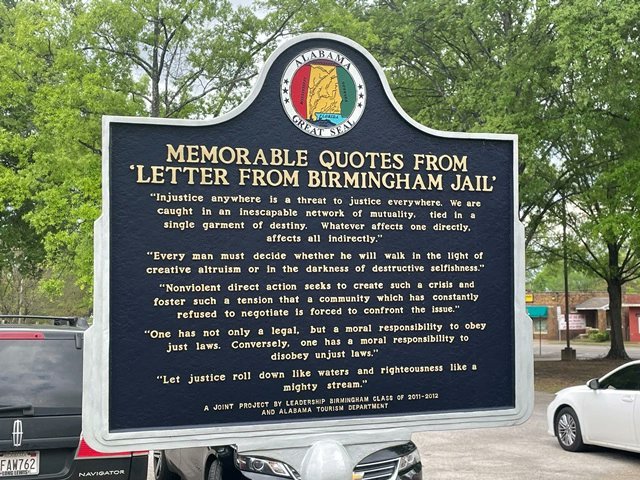 ALABAMA
GREAT SEAL
MEMORABLE QUOTES FROM
'LETTER FROM BIRMINGHAM JAIL'
"Injustice anywhere is a threat to justice everywhere. We are
caught in an inescapable network of mutuality, tied in a
single garment of destiny. Whatever affects one directly,
affects all indirectly."
"Every man must decide whether he will walk in the light of
creative altruism or in the darkness of destructive selfishness."
"Nonviolent direct action seeks to create such a crisis and
foster such a tension that a community which has constantly
refused to negotiate is forced to confront the issue."
"One has not only a legal, but a moral responsibility to obey
just laws. Conversely, one has a moral responsibility to
disobey unjust laws."
"Let justice roll down like waters and righteousness like a
mighty stream."
A JOINT PROJECT BY LEADERSHIP BIRMINGHAM CLASS OF 2011-2012
AND ALABAMA TOURISM DEPARTMENT
NAVIGATOR
FAW762
LONG LEWIS